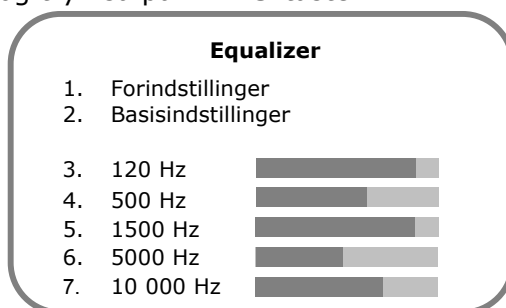 Equalizer
1. Forindstillinger
2. Basisindstillinger
3. 120 Hz
4. 500 Hz
5. 1500 Hz
6. 5000 Hz
7. 10 000 Hz